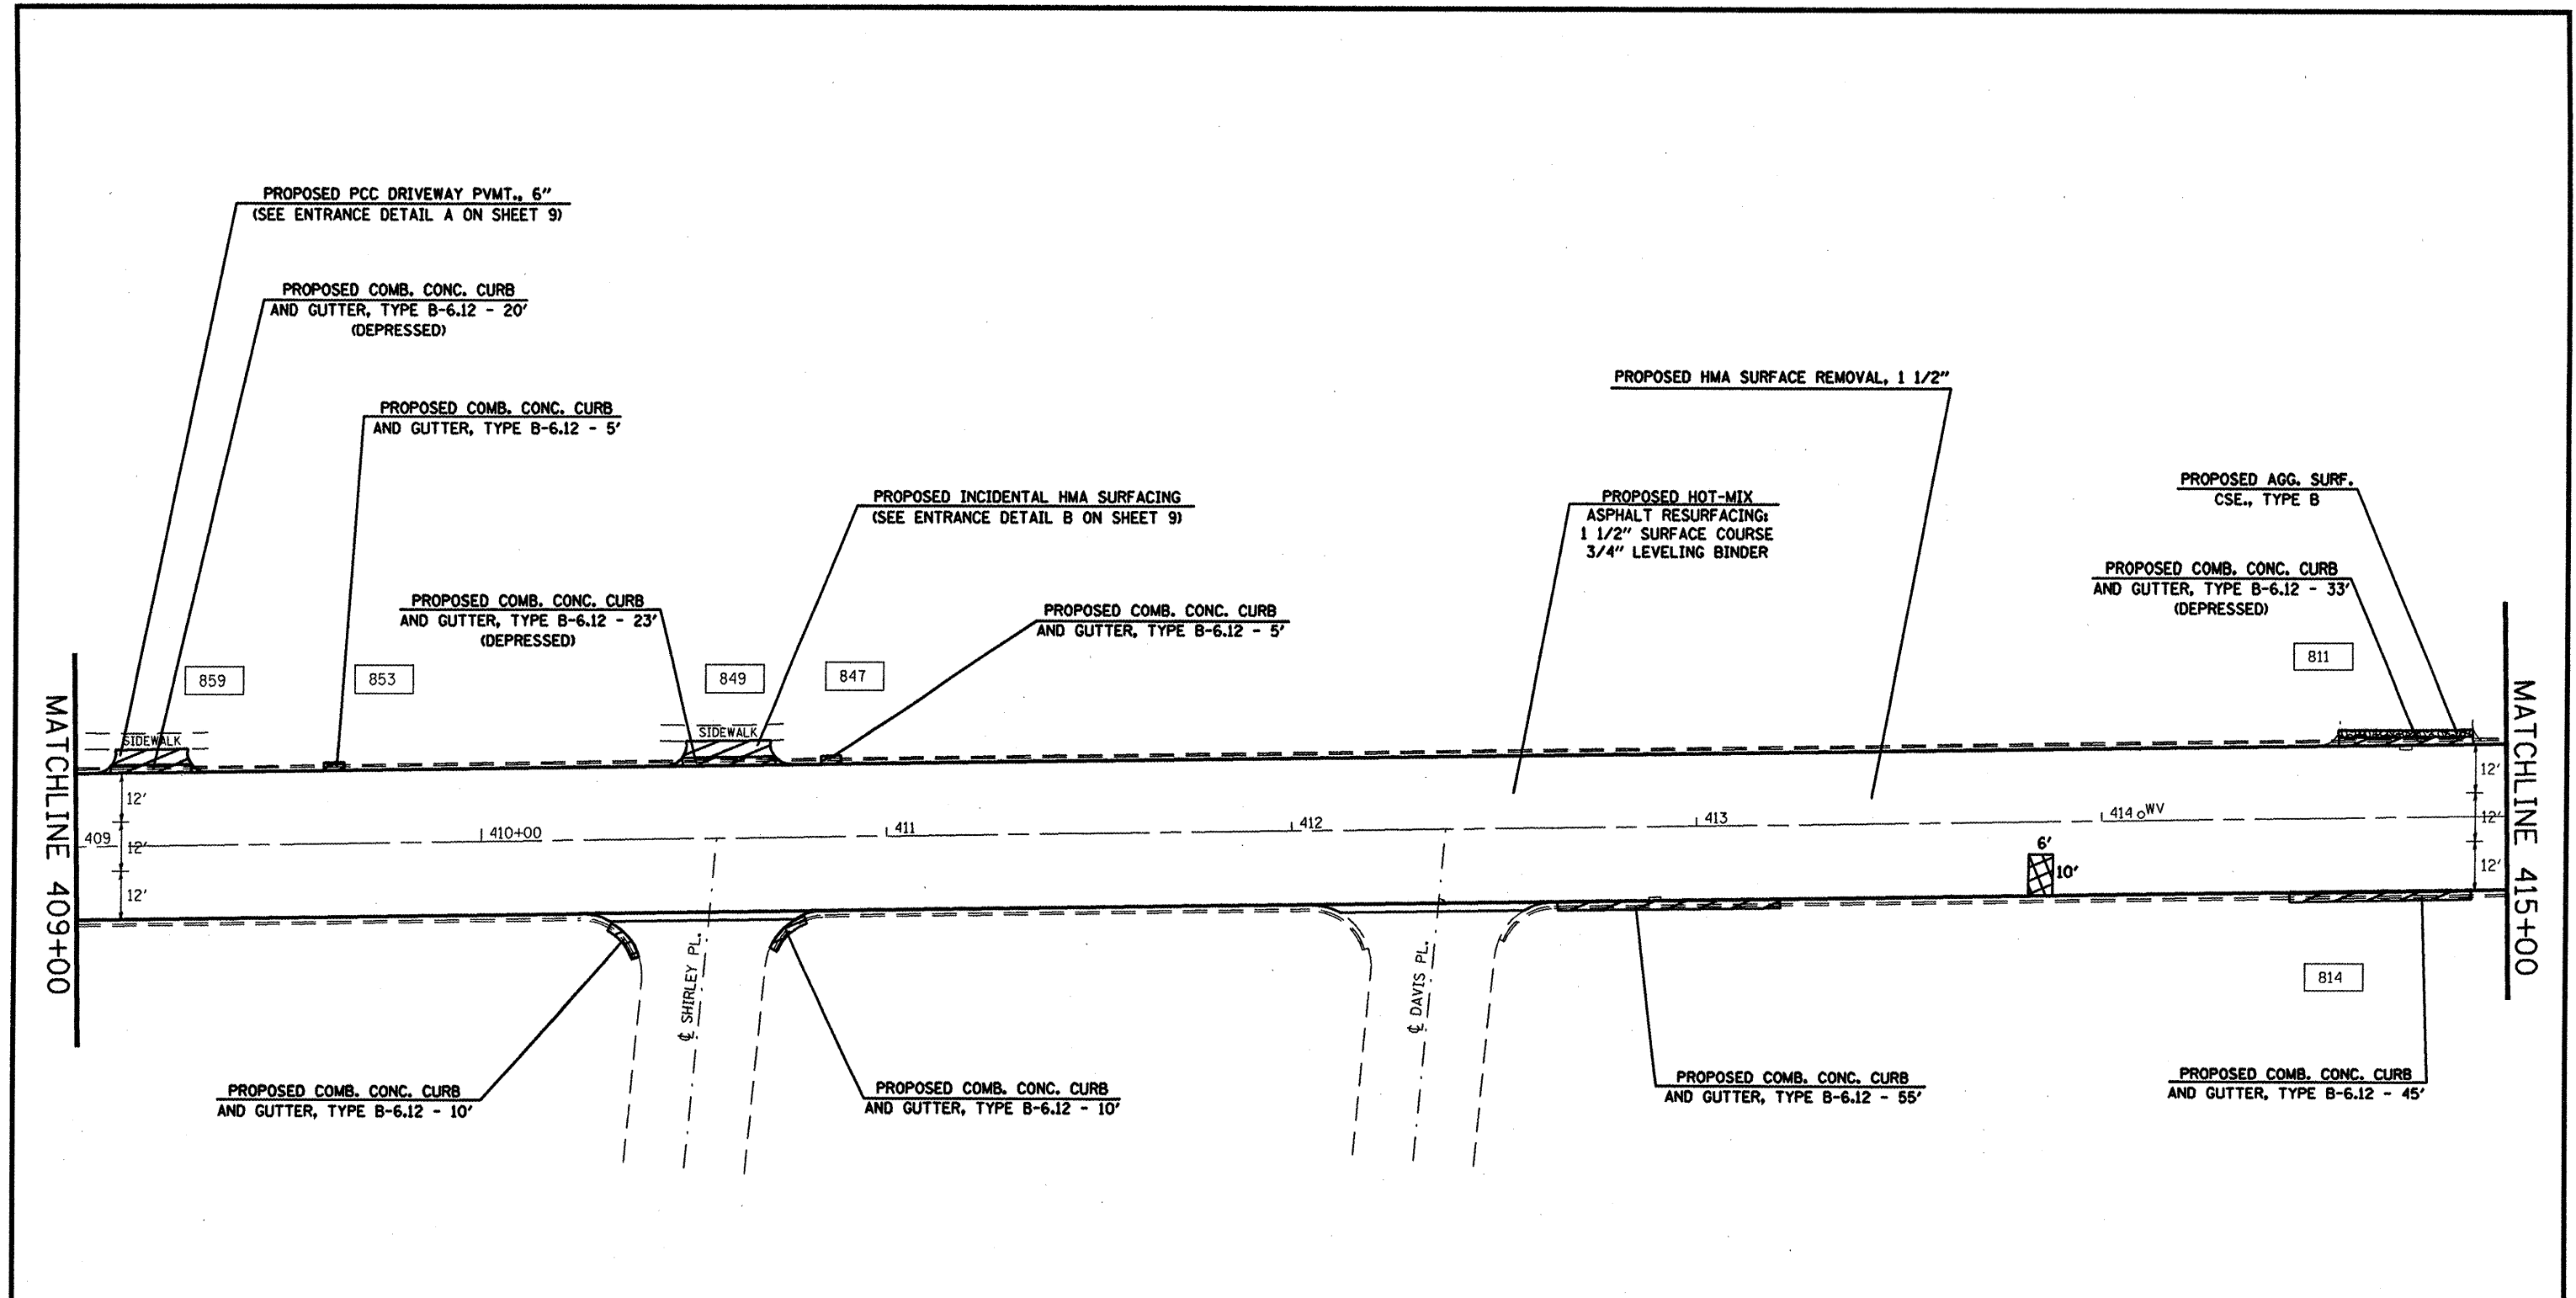 PROPOSED PCC DRIVEWAY PVMT., 6"
(SEE ENTRANCE DETAIL A ON SHEET 9)
PROPOSED COMB. CONC. CURB
AND GUTTER, TYPE B-6.12 - 20'
(DEPRESSED)
PROPOSED COMB. CONC. CURB
AND GUTTER, TYPE B-6.12 - 5'
PROPOSED HMA SURFACE REMOVAL, 1 1/2"
PROPOSED INCIDENTAL HMA SURFACING
(SEE ENTRANCE DETAIL B ON SHEET 9)
PROPOSED HOT-MIX
ASPHALT RESURFACING:
1 1/2" SURFACE COURSE
3/4" LEVELING BINDER
PROPOSED AGG. SURF.
CSE., TYPE B
PROPOSED COMB. CONC. CURB
AND GUTTER, TYPE B-6.12 - 33'
(DEPRESSED)
PROPOSED COMB. CONC. CURB
AND GUTTER, TYPE B-6.12 - 23'
(DEPRESSED)
PROPOSED COMB. CONC. CURB
AND GUTTER, TYPE B-6.12 - 5'
859
853
849
847
811
MATCHLINE 409+00
SIDEWALK
SIDEWALK
MATCHLINE 415+00
12'
12'
12'
409
410+00
411
412
413
414
WV
12'
12'
12'
6'
10'
℄ SHIRLEY PL.
℄ DAVIS PL.
814
PROPOSED COMB. CONC. CURB
AND GUTTER, TYPE B-6.12 - 10'
PROPOSED COMB. CONC. CURB
AND GUTTER, TYPE B-6.12 - 10'
PROPOSED COMB. CONC. CURB
AND GUTTER, TYPE B-6.12 - 55'
PROPOSED COMB. CONC. CURB
AND GUTTER, TYPE B-6.12 - 45'